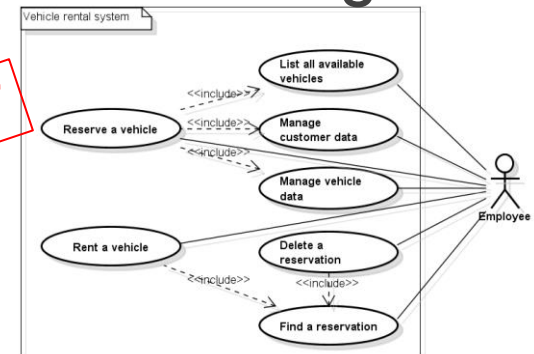 Vehicle rental system
List all available
vehicles
<<include>>
<<include>>
Manage
customer data
Reserve a vehicle
<<include>>
Manage vehicle
data
Employee
Rent a vehicle
Delete a
reservation
<<include>>
<<include>>
Find a reservation